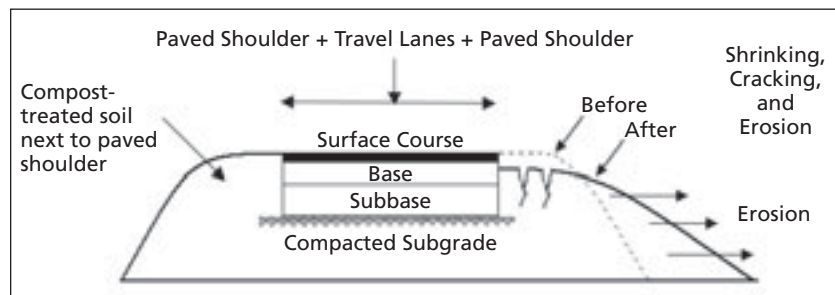 Paved Shoulder + Travel Lanes + Paved Shoulder
Shrinking,
Cracking,
and
Erosion
Compost-
treated soil
next to paved
shoulder
Before
After
Surface Course
Base
Subbase
Compacted Subgrade
Erosion